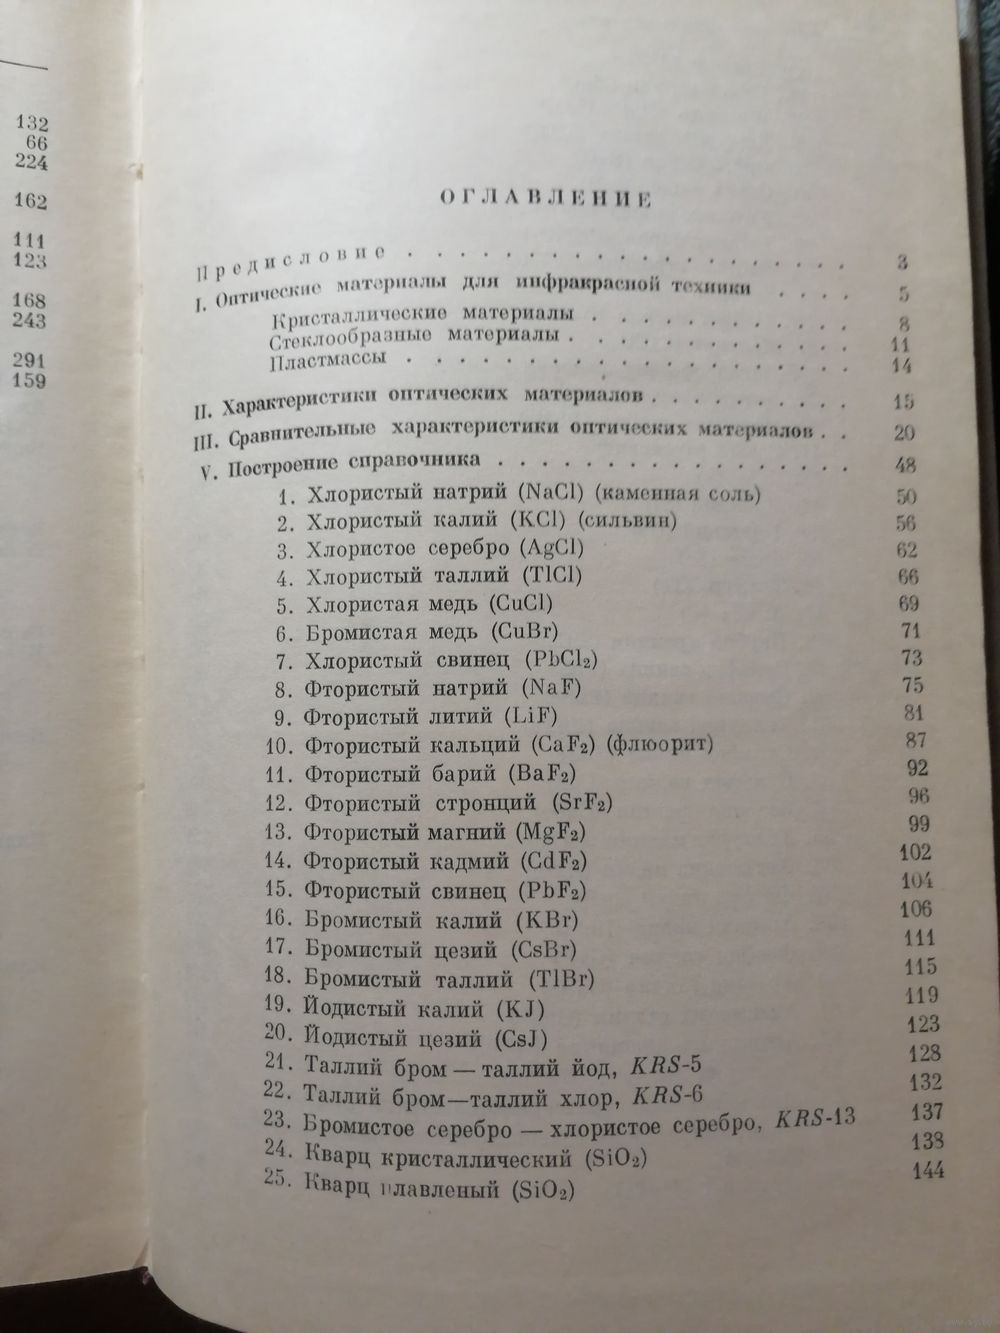 132
66
224
162
111
123
168
243
291
159
ОГЛАВЛЕНИЕ
Предисловие . . . . . . . . . . . . . . . . . 3
I. Оптические материалы для инфракрасной техники . . . . 5
Кристаллические материалы . . . . . . . . . . 8
Стеклообразные материалы . . . . . . . . . . . 11
Пластмассы . . . . . . . . . . . . . . . . . 14
II. Характеристики оптических материалов . . . . . . . . . 15
III. Сравнительные характеристики оптических материалов . . 20
V. Построение справочника . . . . . . . . . . . . . . . 48
1. Хлористый натрий (NaCl) (каменная соль) 50
2. Хлористый калий (KCl) (сильвин) 56
3. Хлористое серебро (AgCl) 62
4. Хлористый таллий (TlCl) 66
5. Хлористая медь (CuCl) 69
6. Бромистая медь (CuBr) 71
7. Хлористый свинец (PbCl₂) 73
8. Фтористый натрий (NaF) 75
9. Фтористый литий (LiF) 81
10. Фтористый кальций (CaF₂) (флюорит) 87
11. Фтористый барий (BaF₂) 92
12. Фтористый стронций (SrF₂) 96
13. Фтористый магний (MgF₂) 99
14. Фтористый кадмий (CdF₂) 102
15. Фтористый свинец (PbF₂) 104
16. Бромистый калий (KBr) 106
17. Бромистый цезий (CsBr) 111
18. Бромистый таллий (TlBr) 115
19. Йодистый калий (KJ) 119
20. Йодистый цезий (CsJ) 123
21. Таллий бром — таллий йод, KRS-5 128
22. Таллий бром—таллий хлор, KRS-6 132
23. Бромистое серебро — хлористое серебро, KRS-13 137
24. Кварц кристаллический (SiO₂) 138
25. Кварц плавленый (SiO₂) 144